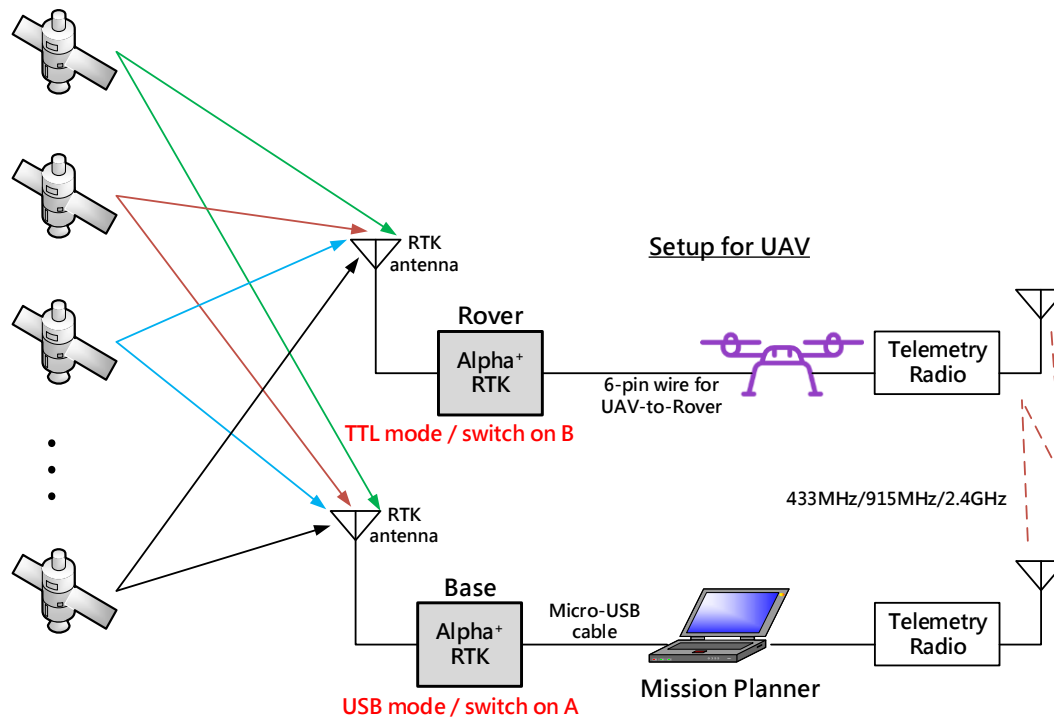 Setup for UAV
RTK
antenna
Rover
Alpha⁺
RTK
6-pin wire for
UAV-to-Rover
Telemetry
Radio
TTL mode / switch on B
433MHz/915MHz/2.4GHz
RTK
antenna
Base
Alpha⁺
RTK
Micro-USB
cable
Mission Planner
Telemetry
Radio
USB mode / switch on A